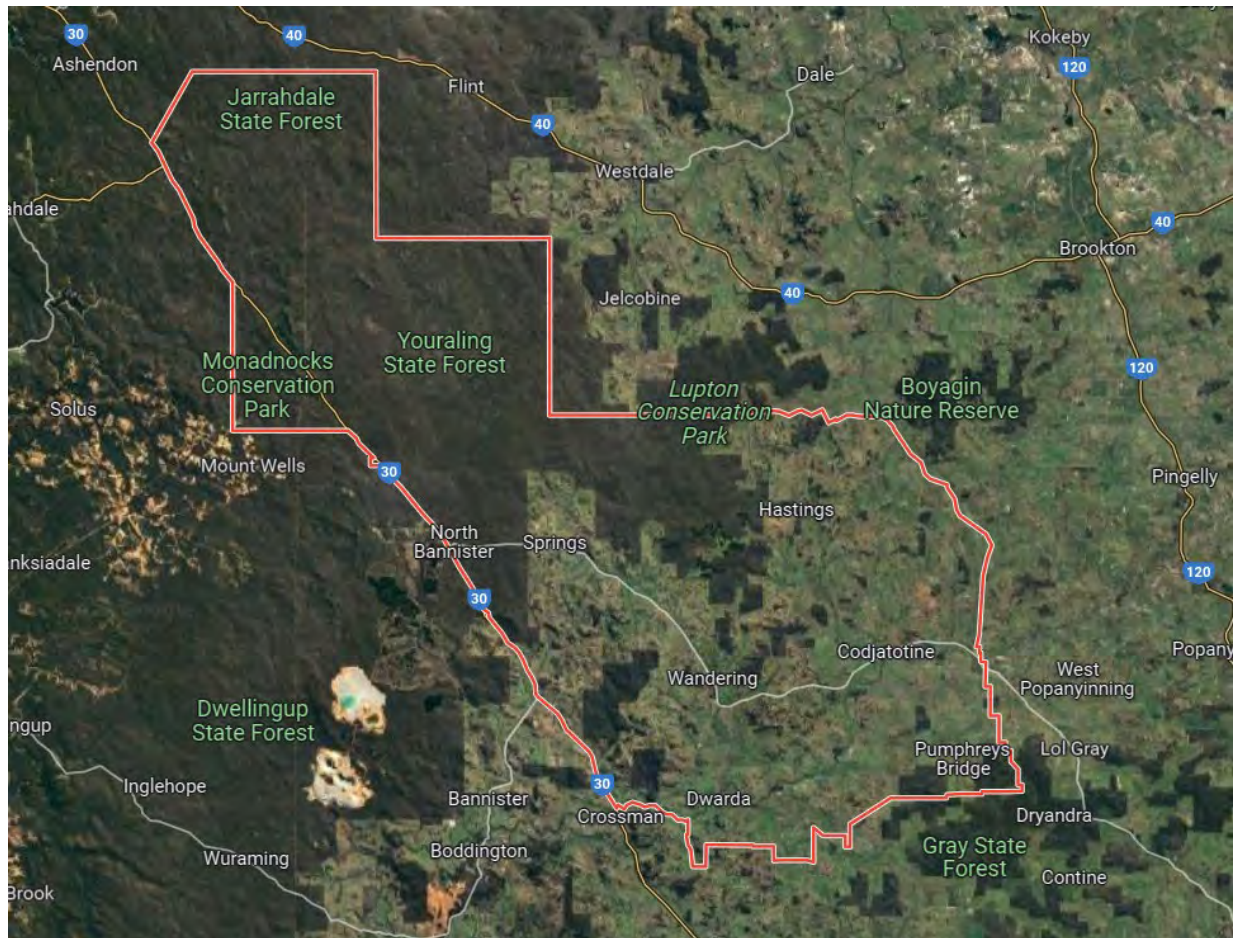 30
40
Kokeby
Ashendon
120
Dale
Flint
Jarrahdale
State Forest
40
Westdale
ahdale
40
Brookton
Jelcobine
40
Youraling
State Forest
Monadnocks
Conservation
Park
120
Lupton
Conservation
Park
Boyagin
Nature Reserve
Solus
Mount Wells
30
Pingelly
Hastings
North
Bannister
Springs
nksiadale
120
30
Codjatotine
Popany
Wandering
West
Popanyinning
Dwellingup
State Forest
ngup
Pumphreys
Bridge
Lol Gray
Inglehope
30
Bannister
Dwarda
Crossman
Dryandra
Boddington
Gray State
Forest
Wuraming
Contine
Brook